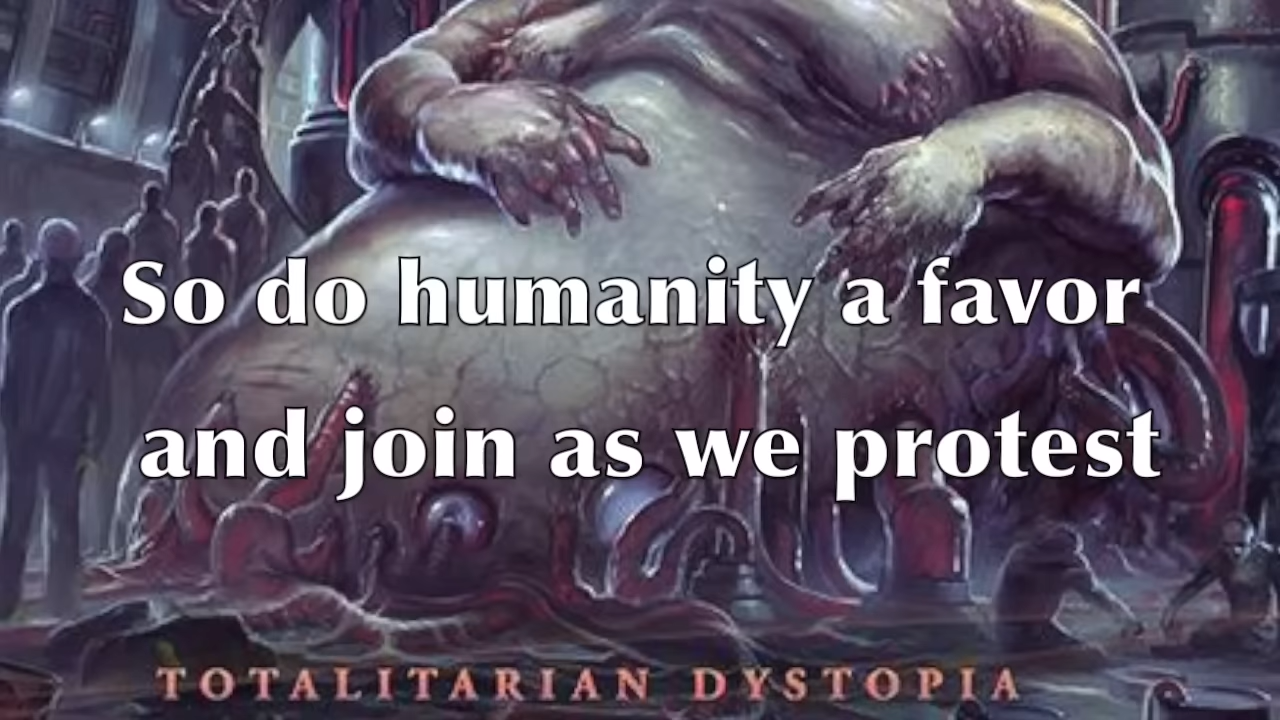 So do humanity a favor
and join as we protest
TOTALITARIAN DYSTOPIA